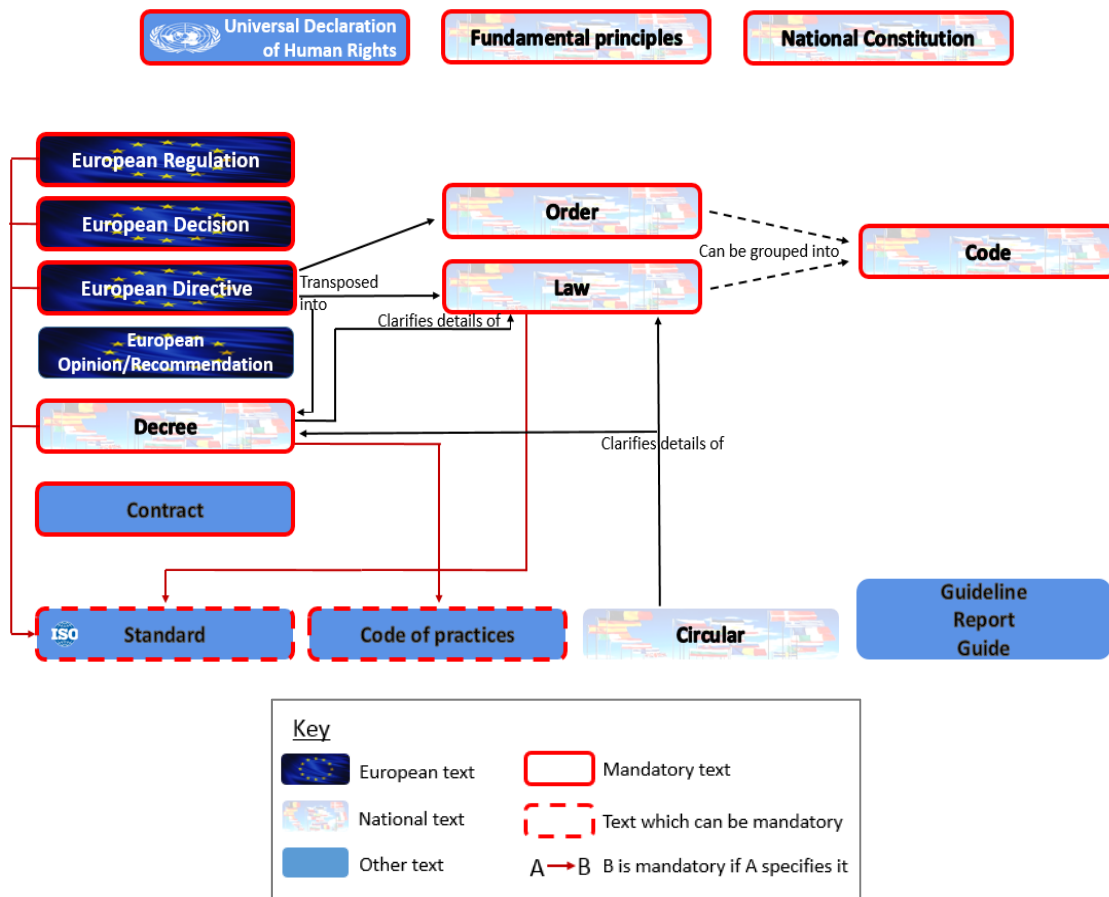 Universal Declaration
of Human Rights
Fundamental principles
National Constitution
European Regulation
European Decision
Order
Can be grouped into
Code
European Directive
Transposed
into
Law
Clarifies details of
European
Opinion/Recommendation
Decree
Clarifies details of
Contract
ISO
Standard
Code of practices
Circular
Guideline
Report
Guide
Key
European text
Mandatory text
National text
Text which can be mandatory
Other text
A B B is mandatory if A specifies it